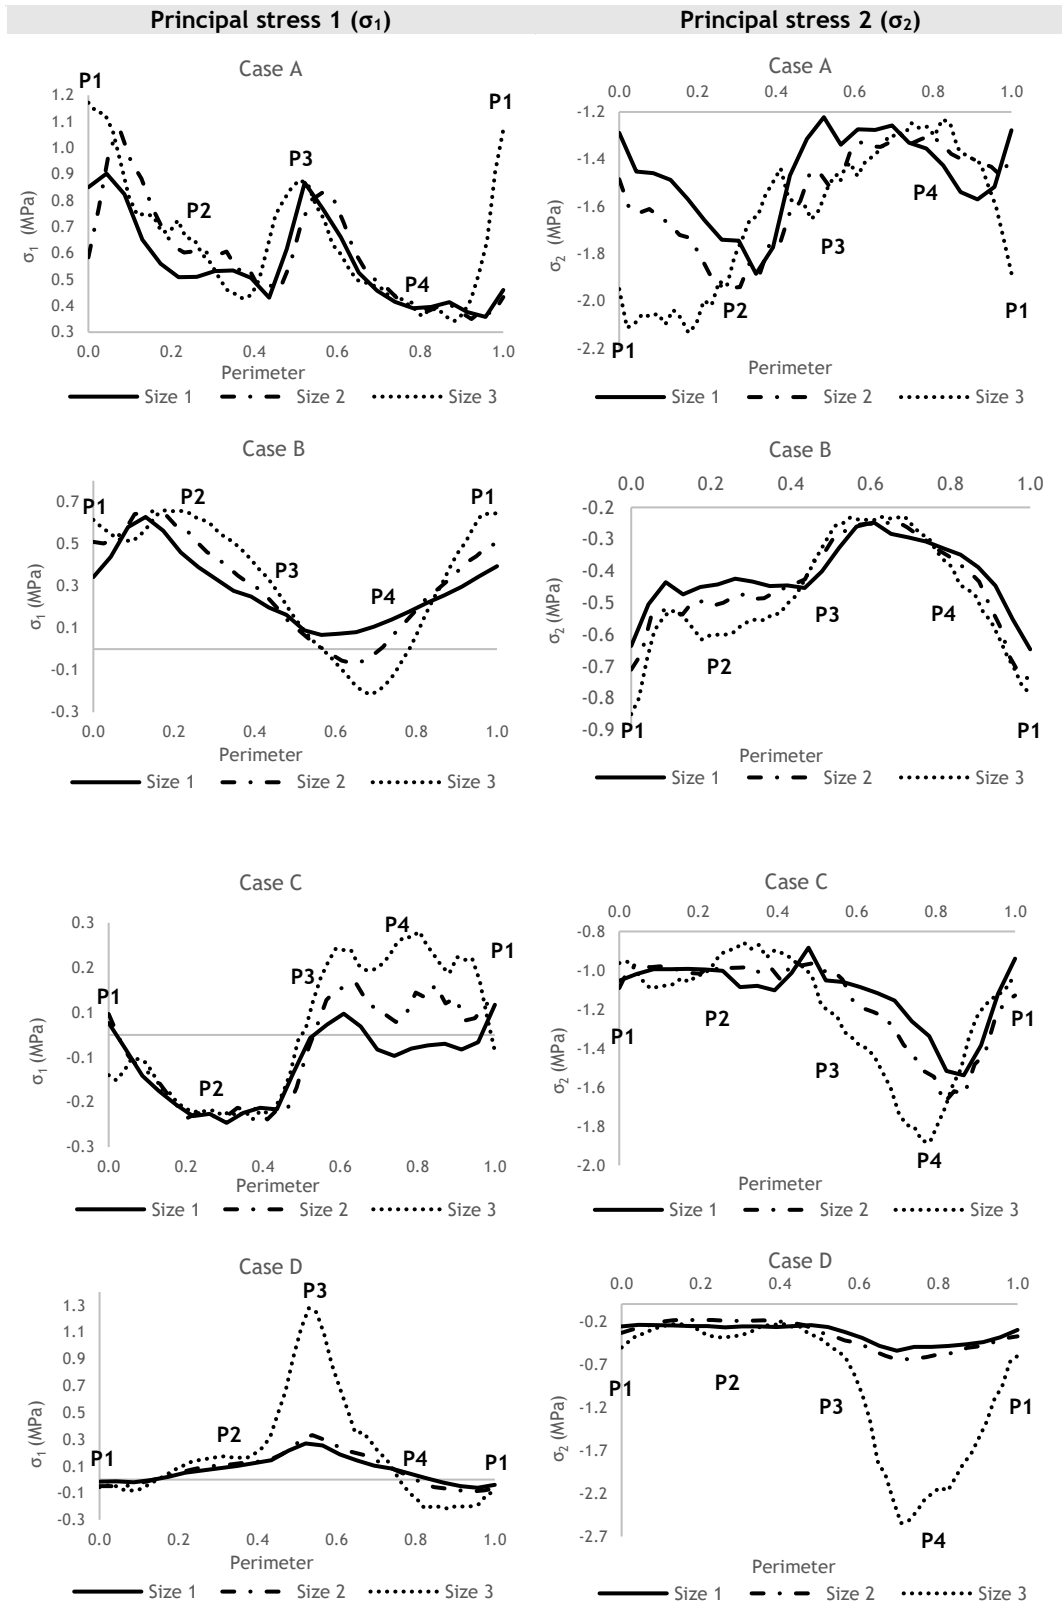 Principal stress 1 (σ1) Principal stress 2 (σ2)
Case A
P1
1.2
1.1
1.0
0.9
0.8
0.7
0.6
0.5
0.4
0.3
σ1 (MPa)
P2
P3
P4
P1
0.0 0.2 0.4 0.6 0.8 1.0
Perimeter
Size 1 Size 2 Size 3
Case A
0.0 0.2 0.4 0.6 0.8 1.0
-1.2
-1.4
-1.6
-1.8
-2.0
-2.2
σ2 (MPa)
P1
P2
P3
P4
P1
Perimeter
Size 1 Size 2 Size 3
Case B
0.7
0.5
0.3
0.1
-0.1
-0.3
σ1 (MPa)
P1
P2
P3
P4
P1
0.0 0.2 0.4 0.6 0.8 1.0
Perimeter
Size 1 Size 2 Size 3
Case B
0.0 0.2 0.4 0.6 0.8 1.0
-0.2
-0.3
-0.4
-0.5
-0.6
-0.7
-0.8
-0.9
σ2 (MPa)
P1
P2
P3
P4
P1
Perimeter
Size 1 Size 2 Size 3
Case C
0.3
0.2
0.1
-0.1
-0.2
-0.3
σ1 (MPa)
P1
P2
P3
P4
P1
0.0 0.2 0.4 0.6 0.8 1.0
Perimeter
Size 1 Size 2 Size 3
Case C
0.0 0.2 0.4 0.6 0.8 1.0
-0.8
-1.0
-1.2
-1.4
-1.6
-1.8
-2.0
σ2 (MPa)
P1
P2
P3
P4
P1
Perimeter
Size 1 Size 2 Size 3
Case D
1.3
1.1
0.9
0.7
0.5
0.3
0.1
-0.1
-0.3
σ1 (MPa)
P1
P2
P3
P4
P1
0.0 0.2 0.4 0.6 0.8 1.0
Perimeter
Size 1 Size 2 Size 3
Case D
0.0 0.2 0.4 0.6 0.8 1.0
-0.2
-0.7
-1.2
-1.7
-2.2
-2.7
σ2 (MPa)
P1
P2
P3
P4
P1
Perimeter
Size 1 Size 2 Size 3